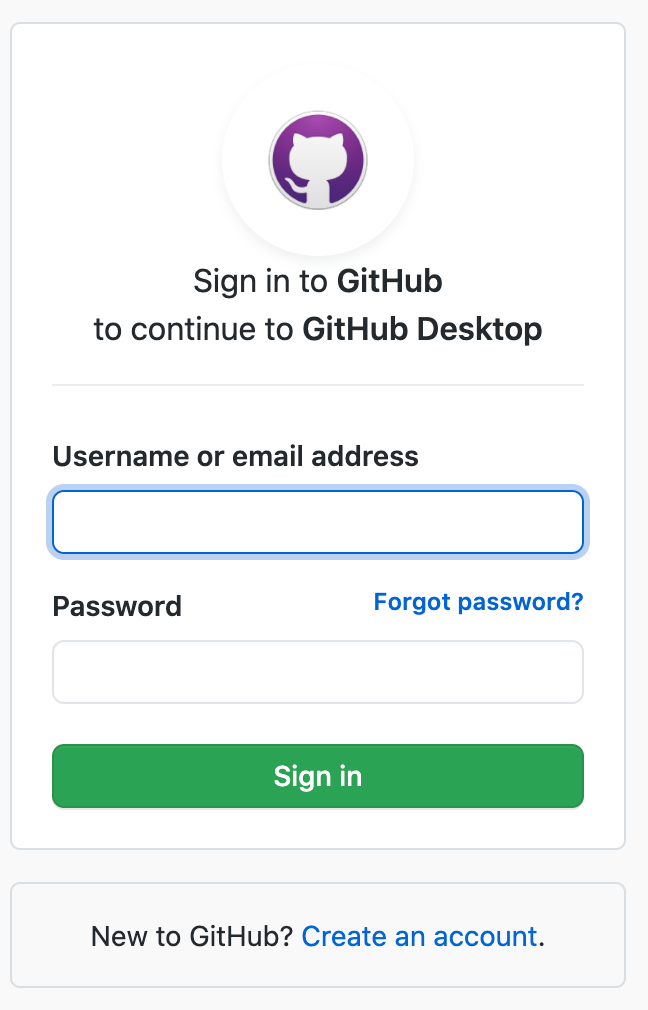 Sign in to GitHub
to continue to GitHub Desktop
Username or email address
Password
Forgot password?
Sign in
New to GitHub? Create an account.